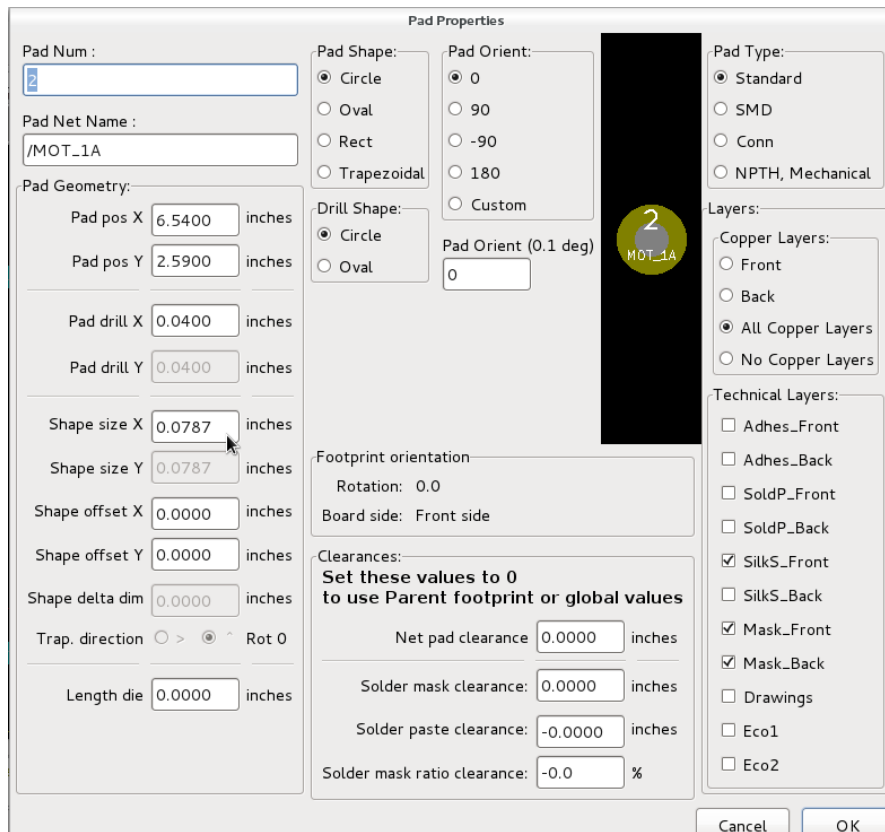 Pad Properties
Pad Num :
2
Pad Net Name :
/MOT_1A
Pad Geometry:
Pad pos X 6.5400 inches
Pad pos Y 2.5900 inches
Pad drill X 0.0400 inches
Pad drill Y 0.0400 inches
Shape size X 0.0787 inches
Shape size Y 0.0787 inches
Shape offset X 0.0000 inches
Shape offset Y 0.0000 inches
Shape delta dim 0.0000 inches
Trap. direction > ^ Rot 0
Length die 0.0000 inches
Pad Shape:
Circle
Oval
Rect
Trapezoidal
Drill Shape:
Circle
Oval
Pad Orient:
0
90
-90
180
Custom
Pad Orient (0.1 deg)
0
2
MOT_1A
Footprint orientation
Rotation: 0.0
Board side: Front side
Clearances:
Set these values to 0
to use Parent footprint or global values
Net pad clearance 0.0000 inches
Solder mask clearance: 0.0000 inches
Solder paste clearance: -0.0000 inches
Solder mask ratio clearance: -0.0 %
Pad Type:
Standard
SMD
Conn
NPTH, Mechanical
Layers:
Copper Layers:
Front
Back
All Copper Layers
No Copper Layers
Technical Layers:
Adhes_Front
Adhes_Back
SoldP_Front
SoldP_Back
SilkS_Front
SilkS_Back
Mask_Front
Mask_Back
Drawings
Eco1
Eco2
Cancel OK